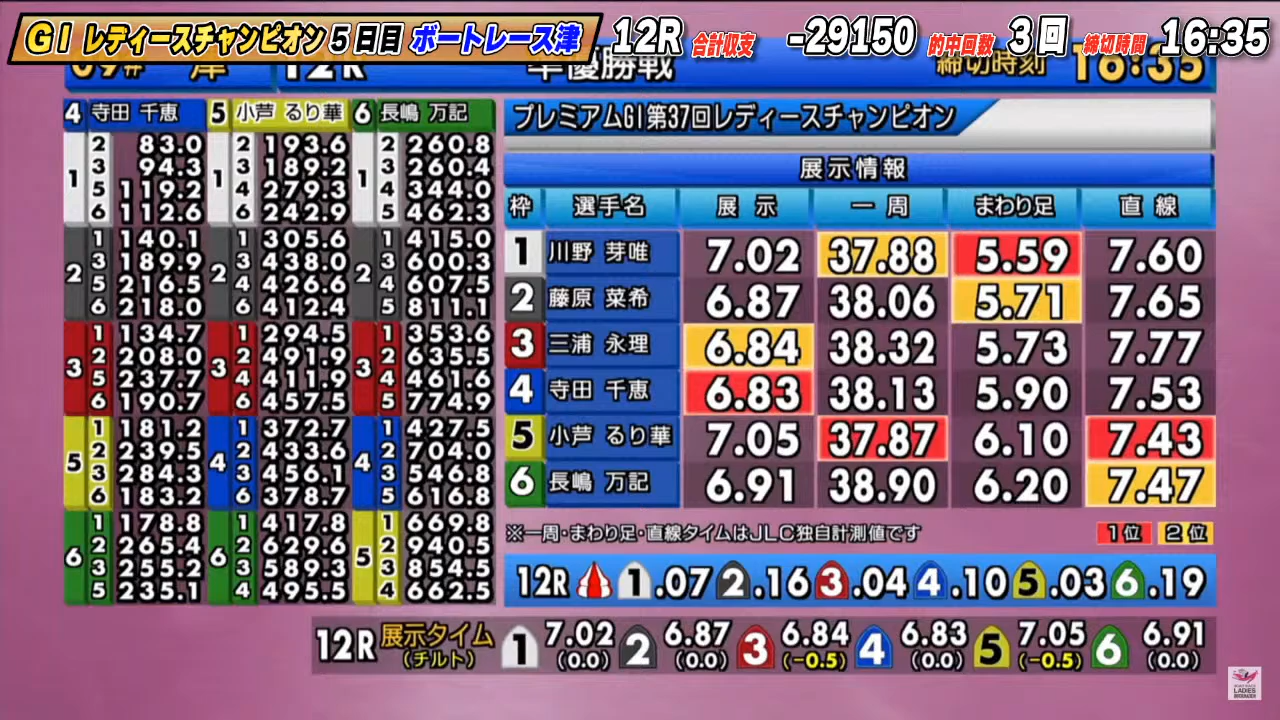 GI レディースチャンピオン 5日目 ボートレース津 12R 合計収支 -29150 的中回数 3回 締切時間 16:35
津 12R 準優勝戦 締切時刻 16:35
4 寺田 千恵 5 小芦 るり華 6 長嶋 万記
プレミアムGI第37回レディースチャンピオン
1 2 83.0 1 2 193.6 1 2 260.8
3 94.3 3 189.2 3 260.4
5 119.2 4 279.3 4 344.0
6 112.6 6 242.9 5 462.3
2 1 140.1 2 1 305.6 2 1 415.0
3 189.9 3 438.0 3 600.3
5 216.5 4 426.6 4 607.5
6 218.0 6 412.4 5 811.1
3 1 134.7 3 1 294.5 3 1 353.6
2 208.0 2 491.9 2 635.5
5 237.7 4 411.9 4 461.6
6 190.7 6 457.5 5 774.9
5 1 181.2 4 1 372.7 4 1 427.5
2 239.5 2 433.6 2 704.0
3 284.3 3 456.1 3 546.8
6 183.2 6 378.7 5 616.8
6 1 178.8 6 1 417.8 5 1 669.8
2 265.4 2 629.6 2 940.5
3 255.2 3 589.3 3 854.5
5 235.1 4 495.5 4 662.5
展示情報
枠 選手名 展示 一周 まわり足 直線
1 川野 芽唯 7.02 37.88 5.59 7.60
2 藤原 菜希 6.87 38.06 5.71 7.65
3 三浦 永理 6.84 38.32 5.73 7.77
4 寺田 千恵 6.83 38.13 5.90 7.53
5 小芦 るり華 7.05 37.87 6.10 7.43
6 長嶋 万記 6.91 38.90 6.20 7.47
※一周・まわり足・直線タイムはJLC独自計測値です 1位 2位
12R 1 .07 2 .16 3 .04 4 .10 5 .03 6 .19
12R 展示タイム 1 7.02 2 6.87 3 6.84 4 6.83 5 7.05 6 6.91
(チルト) (0.0) (0.0) (-0.5) (0.0) (-0.5) (0.0)
LADIES